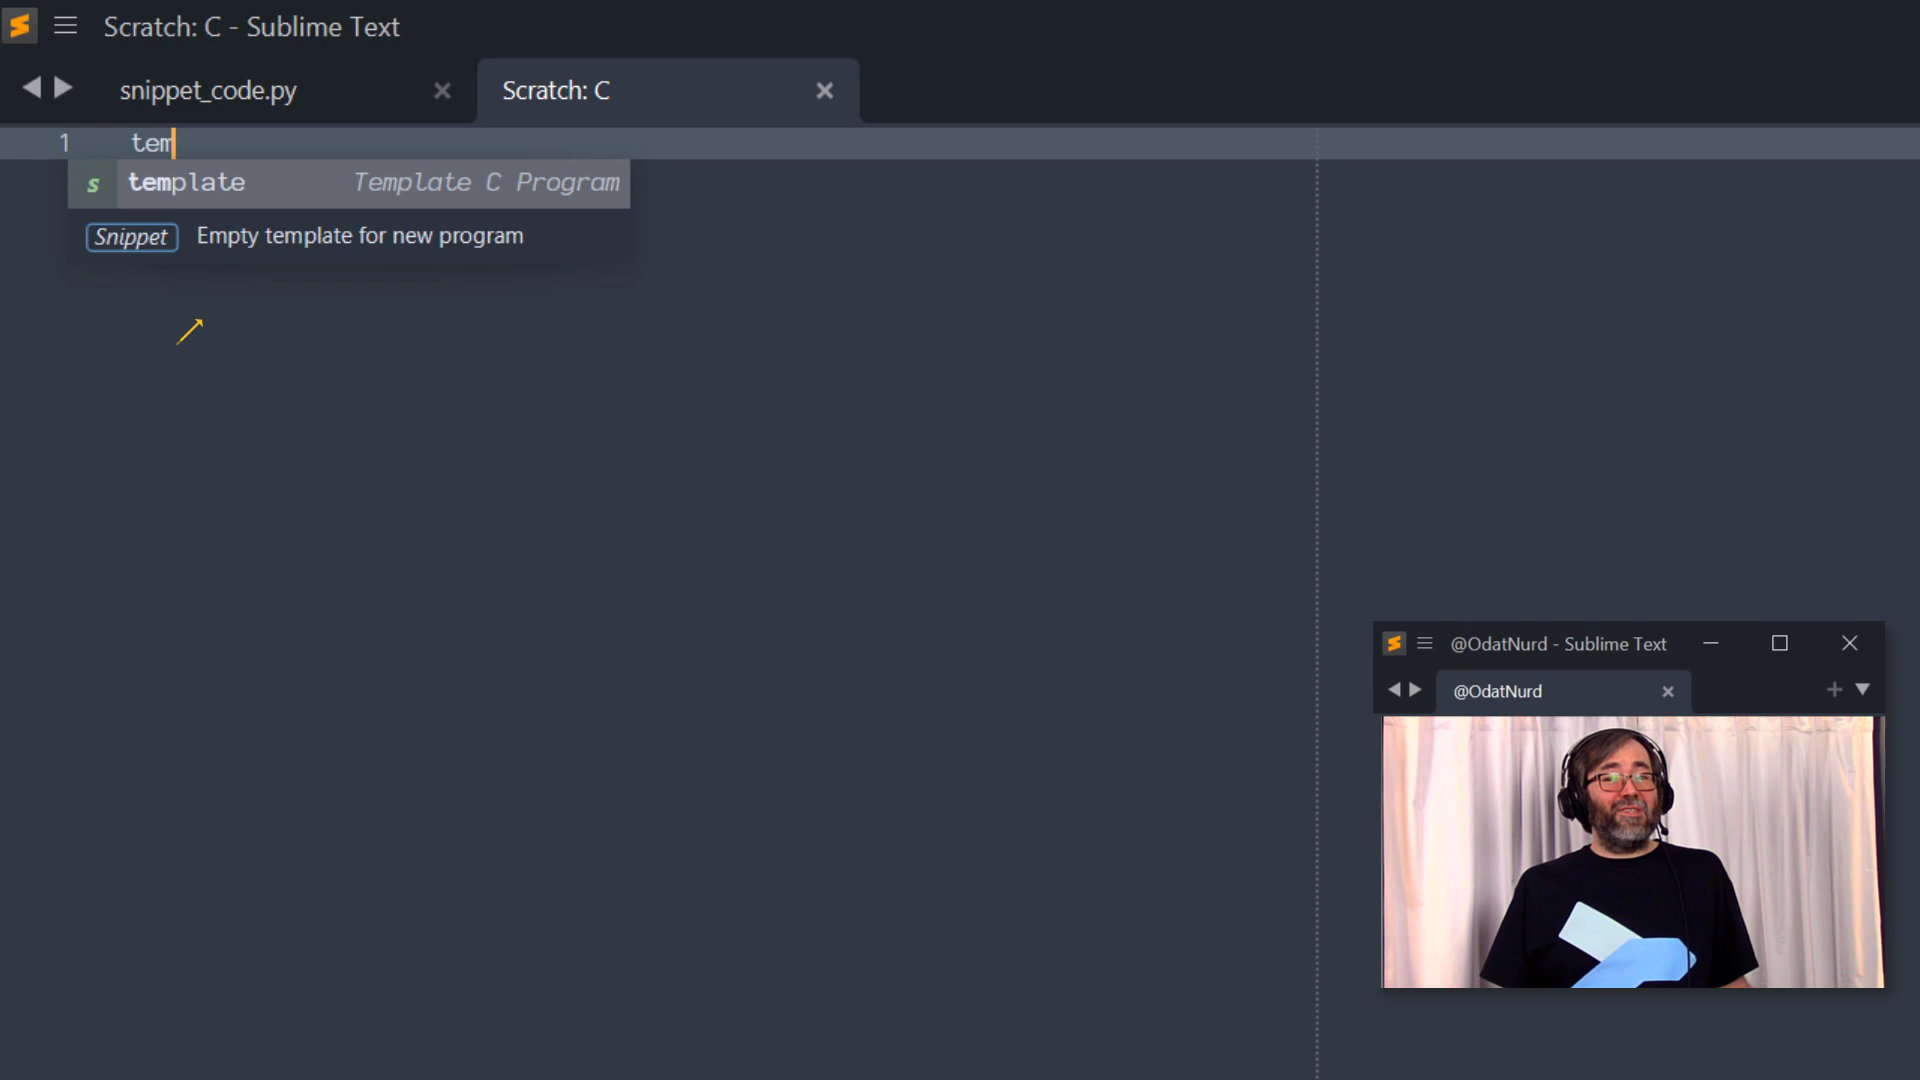 Scratch: C - Sublime Text
snippet_code.py
Scratch: C
1 tem
s template Template C Program
Snippet Empty template for new program
@OdatNurd - Sublime Text
@OdatNurd